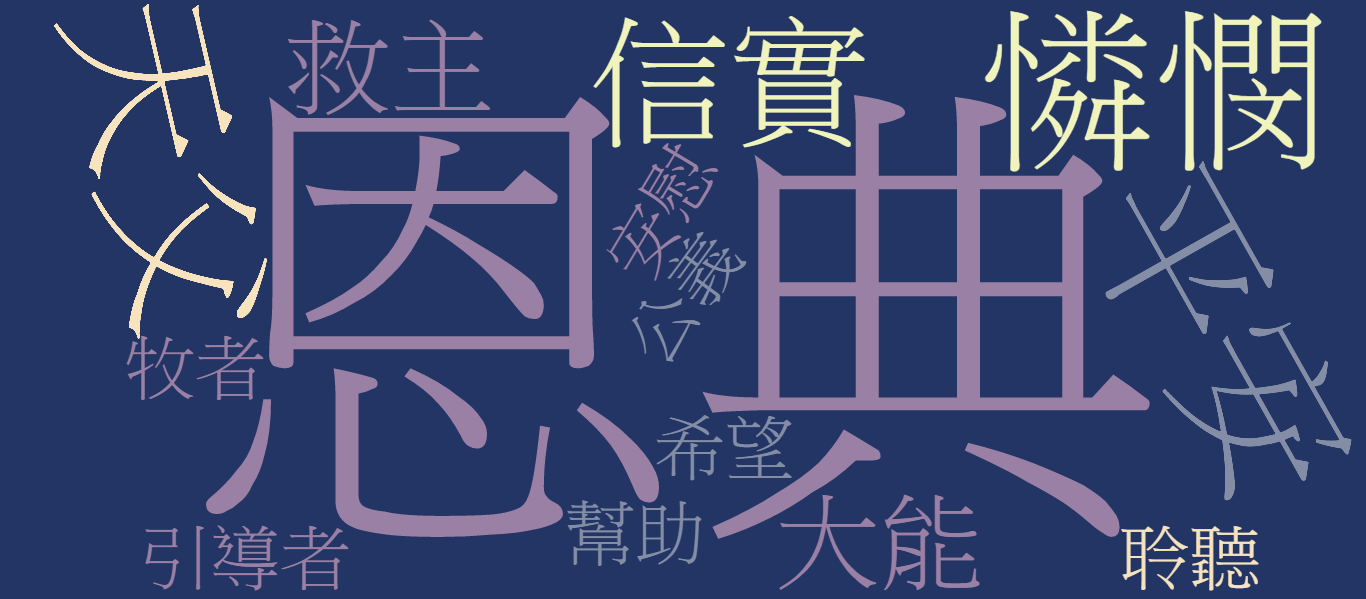 天父
救主
信實
憐憫
恩典
安慰
公義
平安
牧者
希望
幫助
大能
引導者
聆聽